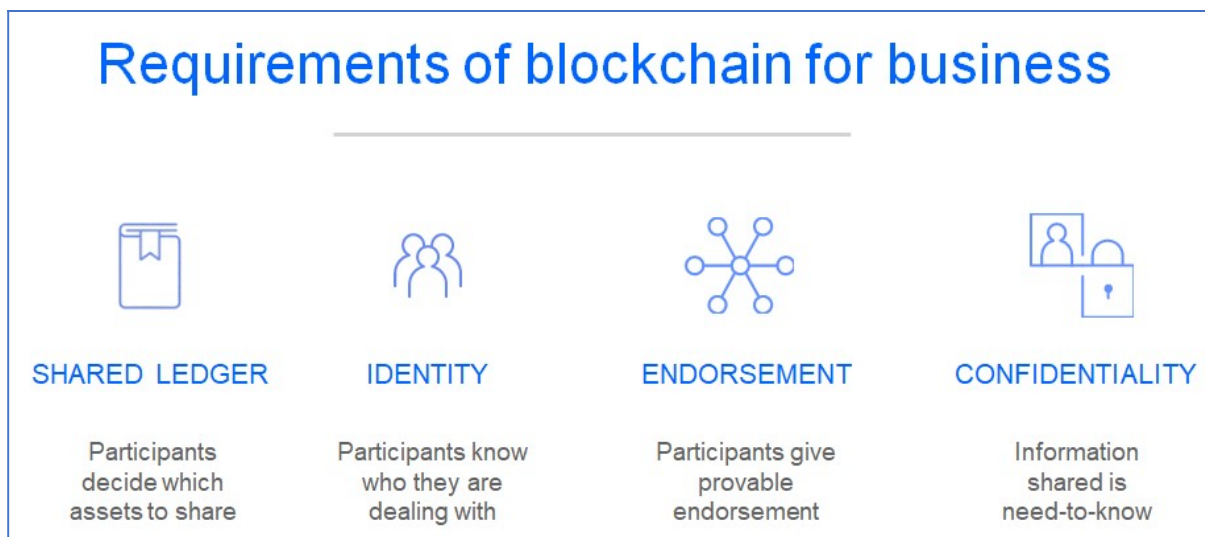 Requirements of blockchain for business
SHARED LEDGER
Participants
decide which
assets to share
IDENTITY
Participants know
who they are
dealing with
ENDORSEMENT
Participants give
provable
endorsement
CONFIDENTIALITY
Information
shared is
need-to-know